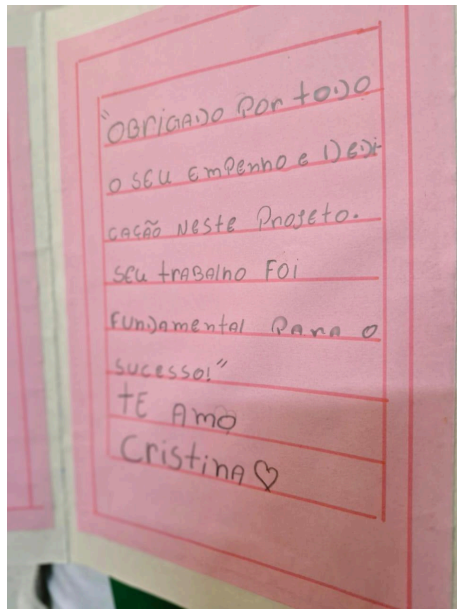 "OBRIGADO POR tODO
O SEU EMPENHO E DEDI
CAÇÃO NESTE PROJETO.
SEU tRABALHO FOI
FUNDAMENTAL PARA O
SUCESSO!"
tE AMO
CRISTINA♡